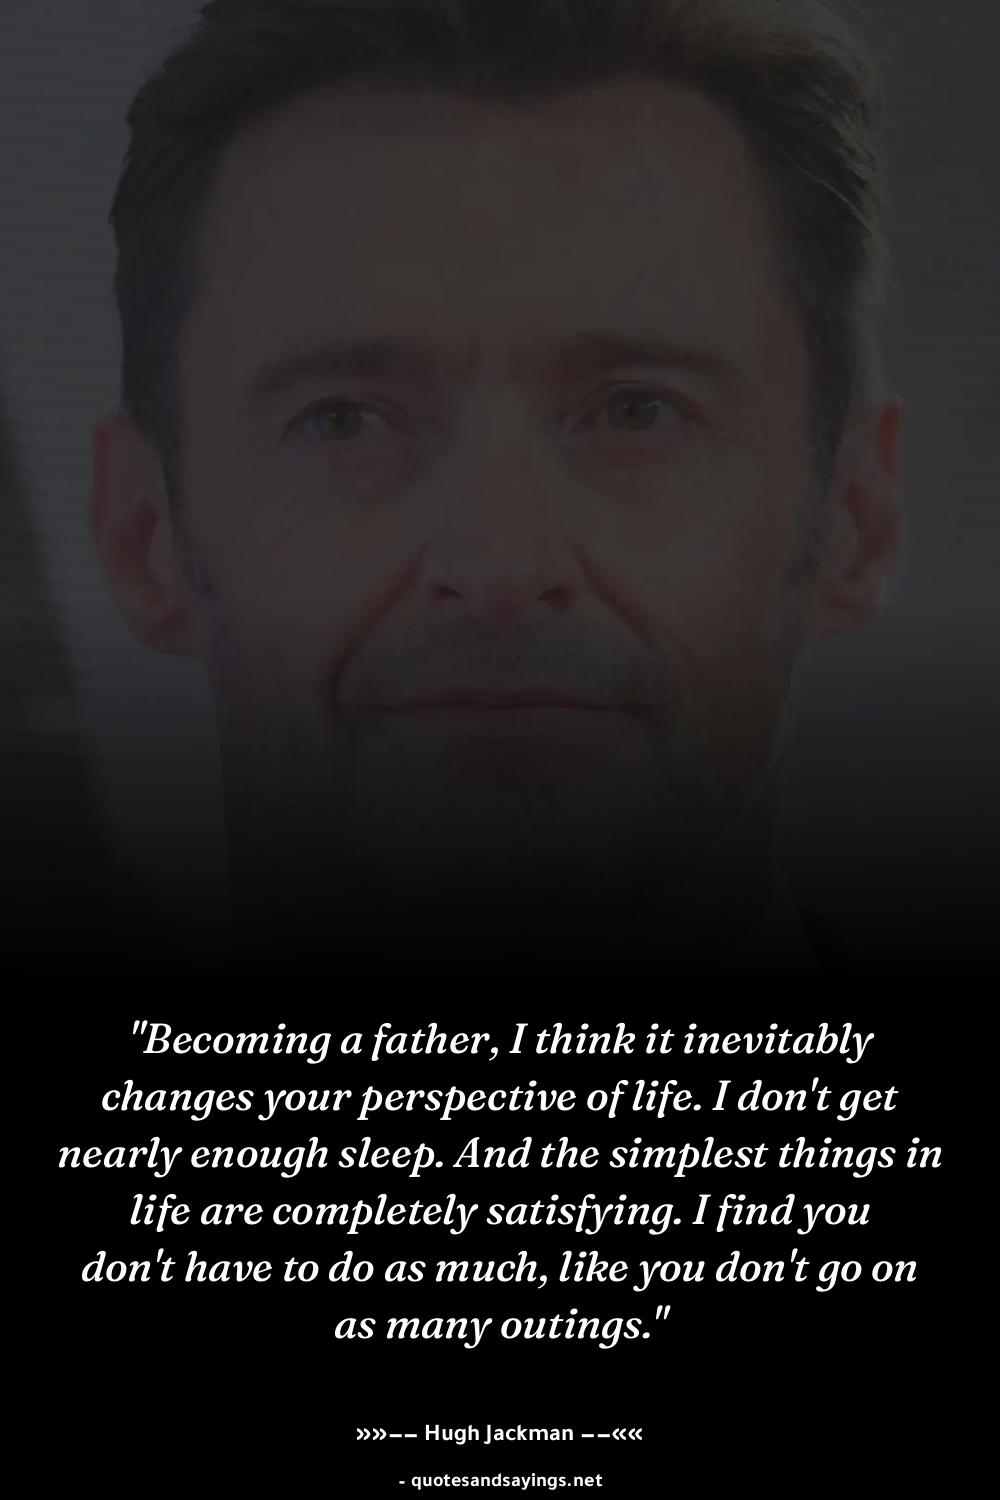 "Becoming a father, I think it inevitably
changes your perspective of life. I don't get
nearly enough sleep. And the simplest things in
life are completely satisfying. I find you
don't have to do as much, like you don't go on
as many outings."
»»−− Hugh Jackman −−««
- quotesandsayings.net